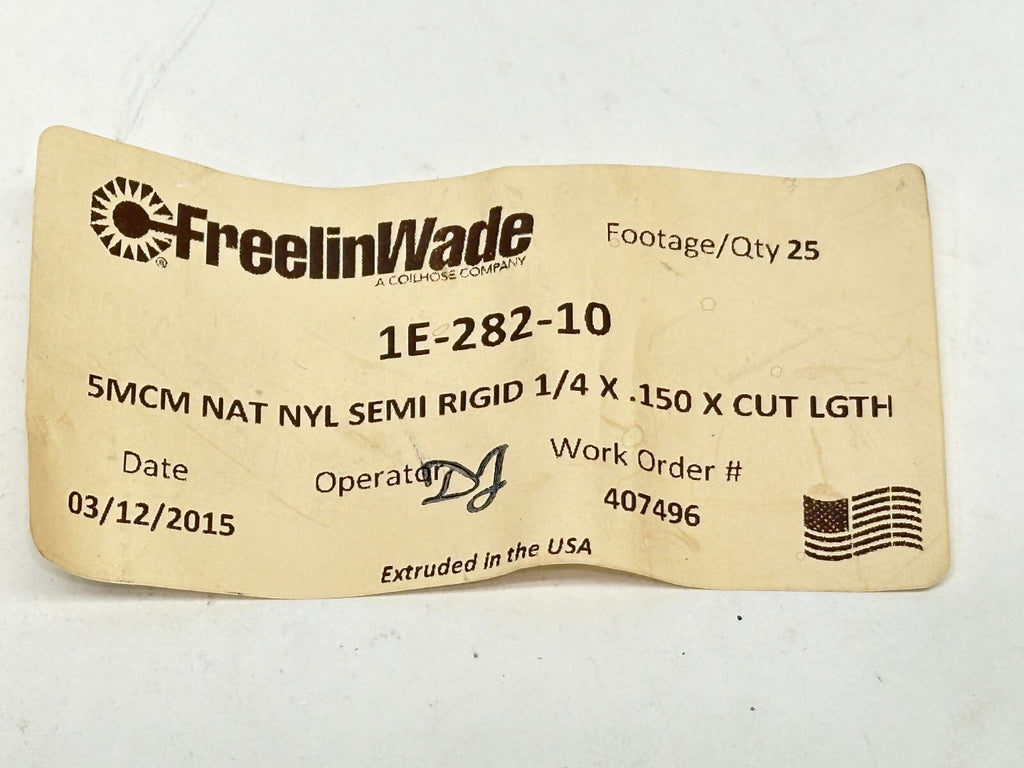 FreelinWade
®
A COILHOSE COMPANY
Footage/Qty 25
1E-282-10
5MCM NAT NYL SEMI RIGID 1/4 X .150 X CUT LGTH
Date
Operator DJ
Work Order #
03/12/2015
407496
Extruded in the USA